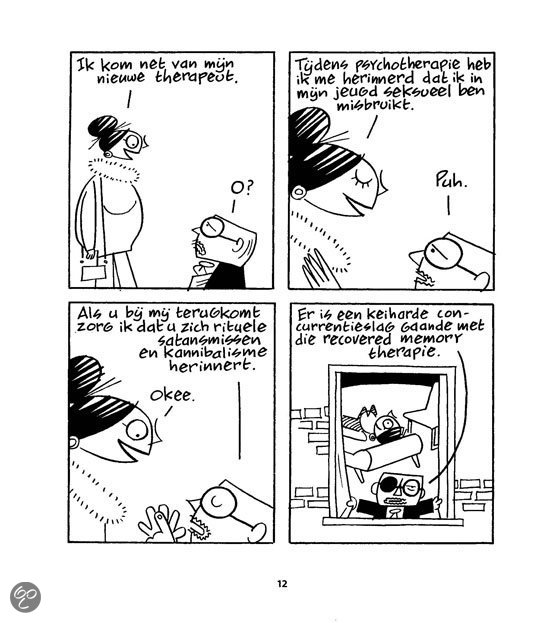 Ik kom net van mijn
nieuwe therapeut.
O?
Tijdens psychotherapie heb
ik me herinnerd dat ik in
mijn jeugd seksueel ben
misbruikt.
Puh.
Als u bij mij terugkomt
zorg ik dat u zich rituele
satansmissen
en kannibalisme
herinnert.
Okee.
Er is een keiharde con-
currentieslag gaande met
die recovered memory
therapie.
12